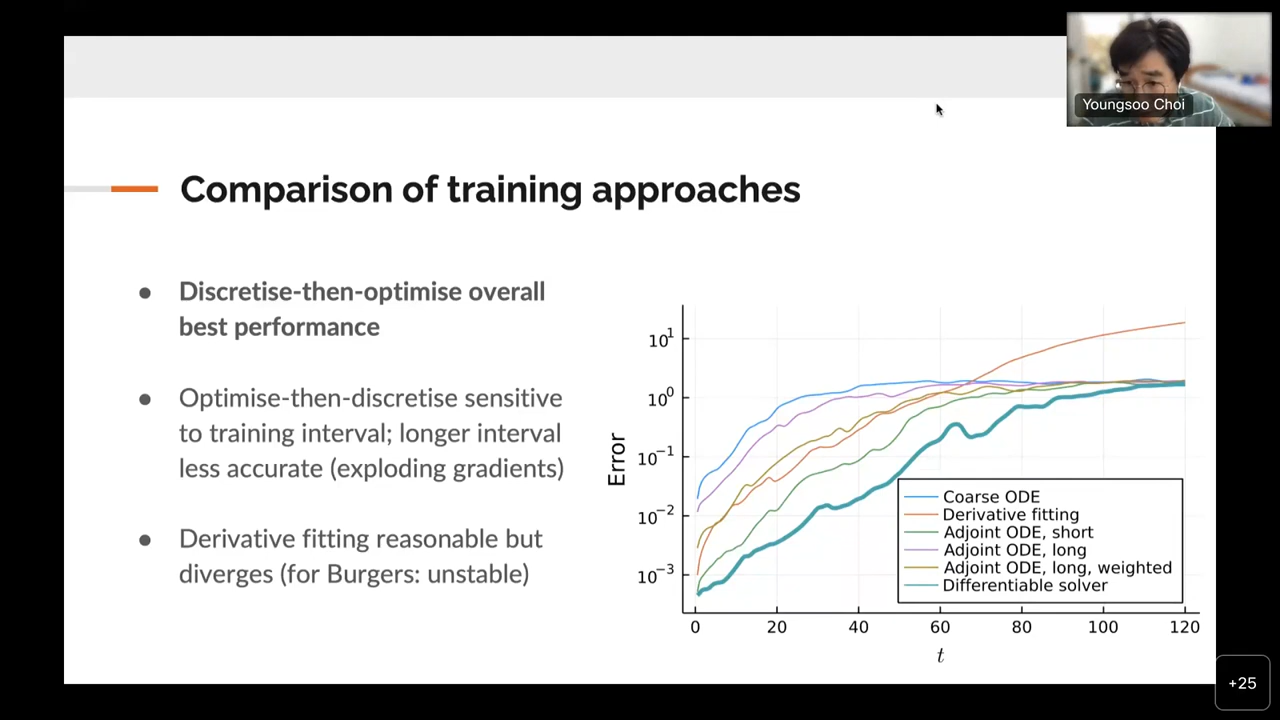 Youngsoo Choi
Comparison of training approaches
● Discretise-then-optimise overall
best performance
● Optimise-then-discretise sensitive
to training interval; longer interval
less accurate (exploding gradients)
● Derivative fitting reasonable but
diverges (for Burgers: unstable)
Error
10¹
10⁰
10⁻¹
10⁻²
10⁻³
Coarse ODE
Derivative fitting
Adjoint ODE, short
Adjoint ODE, long
Adjoint ODE, long, weighted
Differentiable solver
0 20 40 60 80 100 120
t
+25